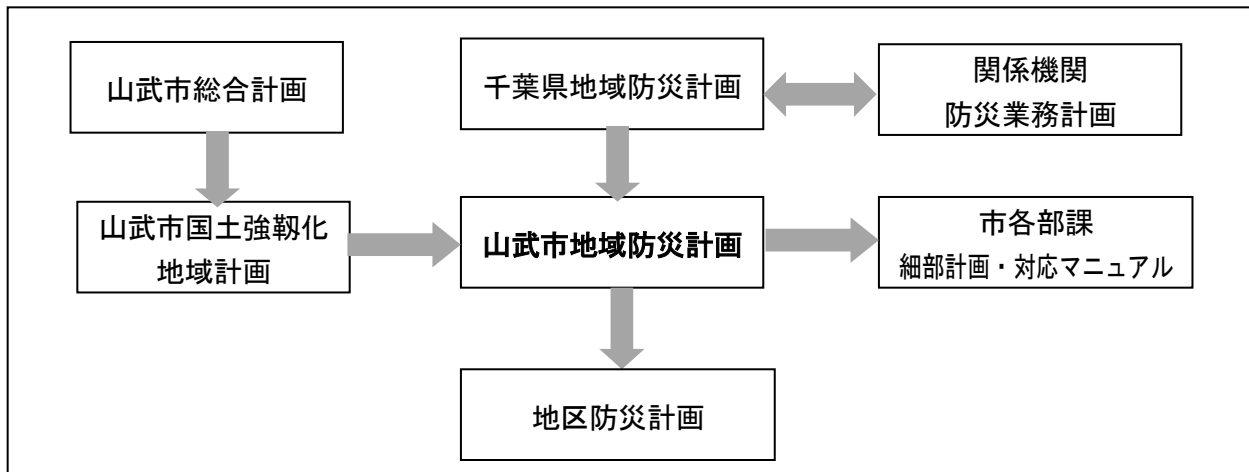 山武市総合計画
千葉県地域防災計画
関係機関
防災業務計画
山武市国土強靱化
地域計画
山武市地域防災計画
市各部課
細部計画・対応マニュアル
地区防災計画